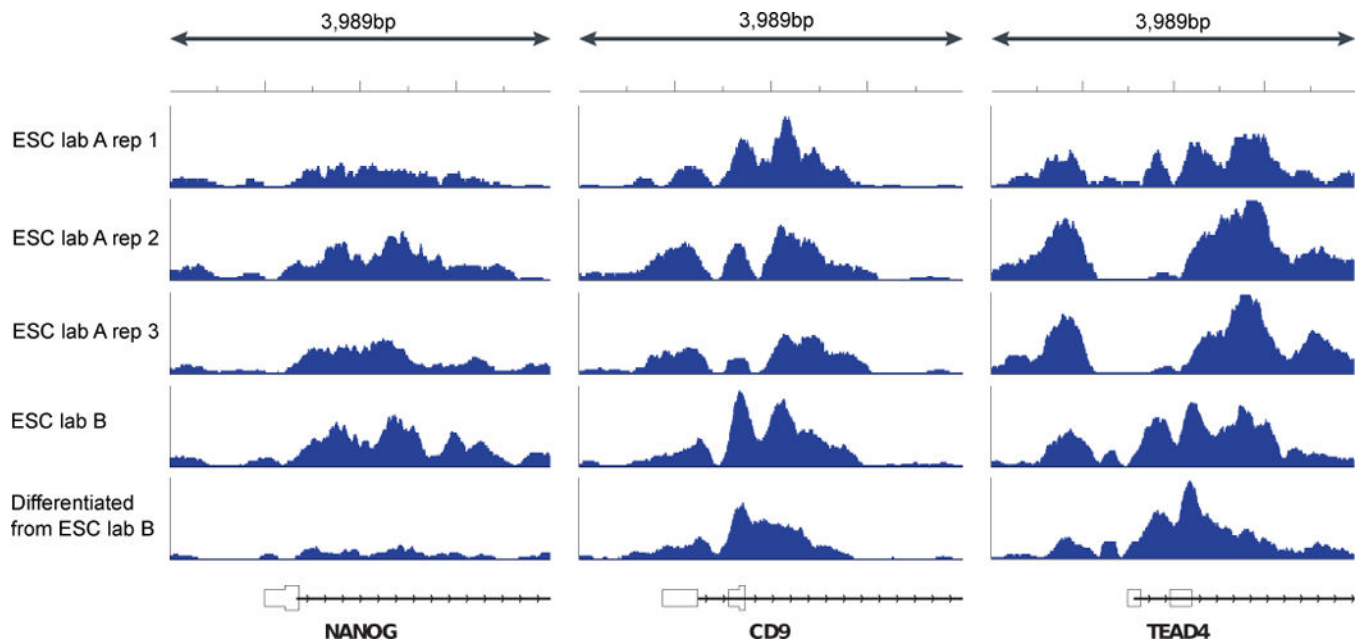 3,989bp 3,989bp 3,989bp
ESC lab A rep 1
ESC lab A rep 2
ESC lab A rep 3
ESC lab B
Differentiated
from ESC lab B
NANOG CD9 TEAD4